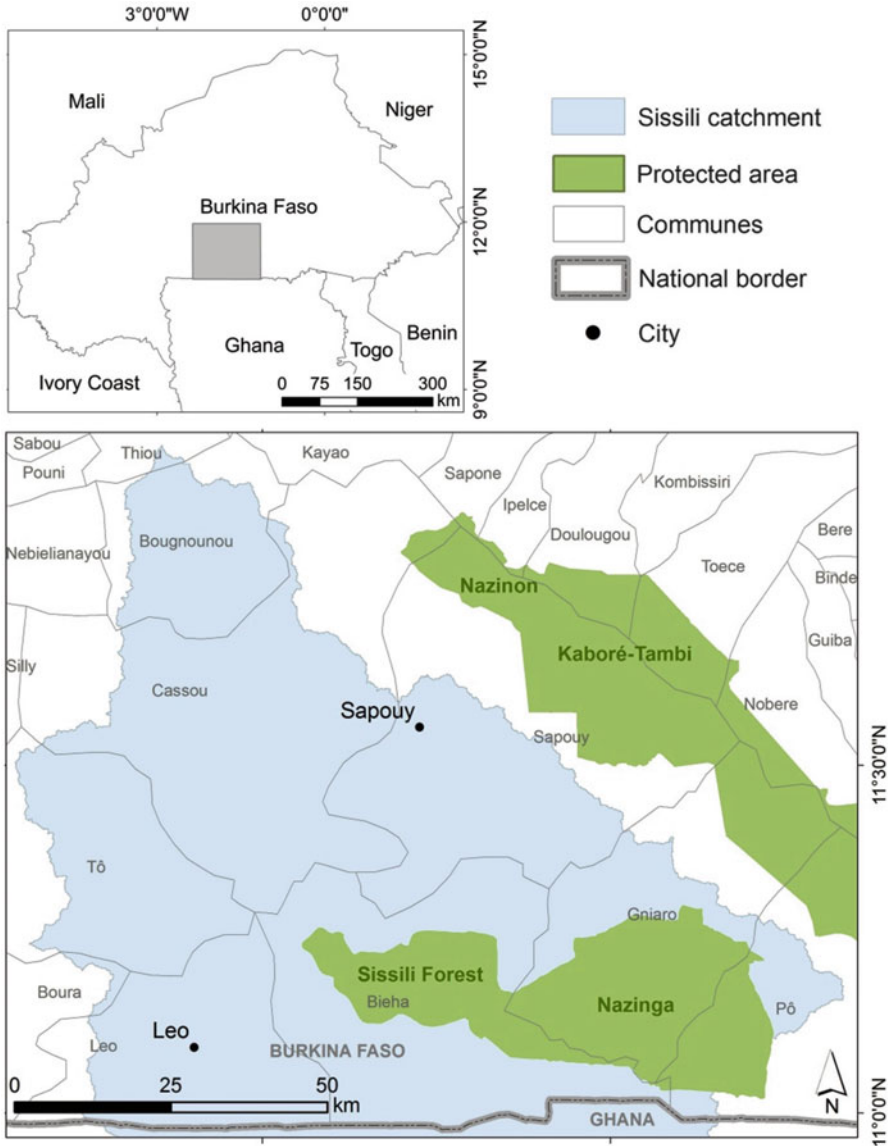 3°0'0"W
0°0'0"
15°0'0"N
12°0'0"N
9°0'0"N
Mali
Niger
Burkina Faso
Ghana
Togo
Benin
Ivory Coast
0 75 150 300
km
Sissili catchment
Protected area
Communes
National border
City
Sabou
Pouni
Thiou
Kayao
Sapone
Ipelce
Kombissiri
Doulougou
Bere
Nebielianayou
Bougnounou
Toece
Binde
Nazinon
Guiba
Silly
Kaboré-Tambi
Cassou
Nobere
Sapouy
Sapouy
11°30'0"N
Tô
Gniaro
Boura
Sissili Forest
Bieha
Nazinga
Pô
Leo
Leo
BURKINA FASO
0 25 50
km
GHANA
N
11°0'0"N